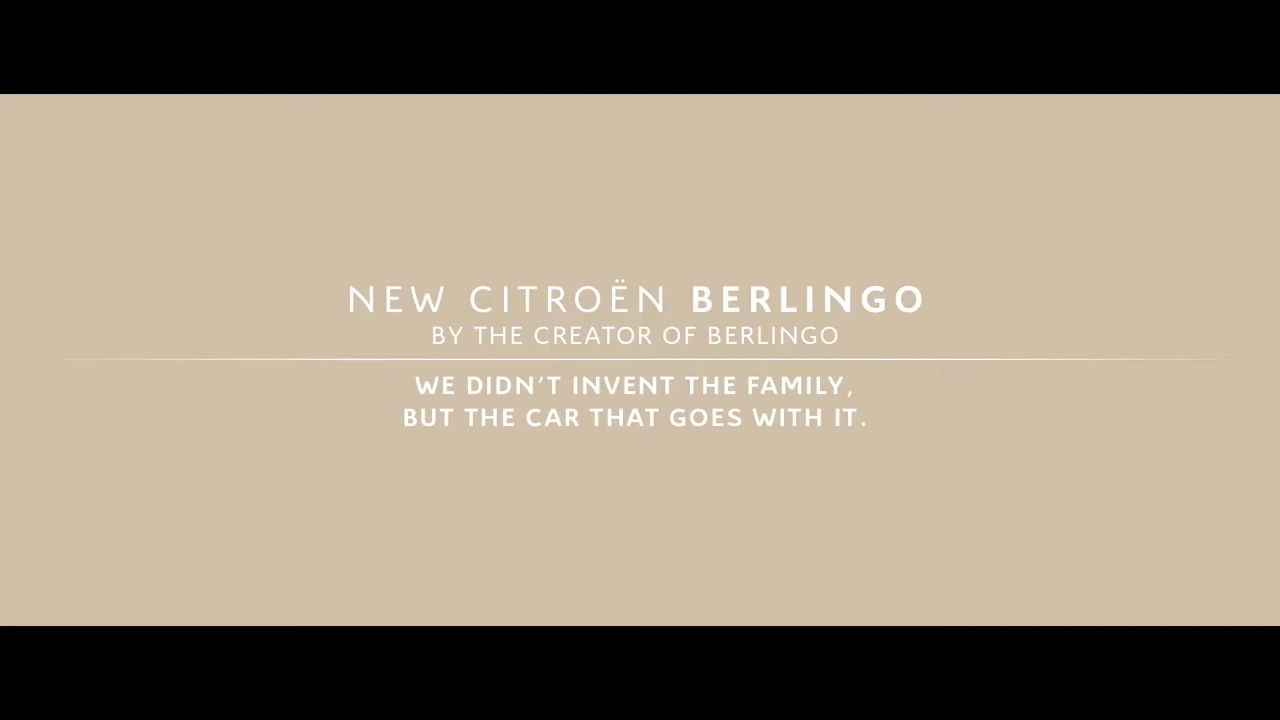 NEW CITROËN BERLINGO
BY THE CREATOR OF BERLINGO
WE DIDN'T INVENT THE FAMILY,
BUT THE CAR THAT GOES WITH IT.